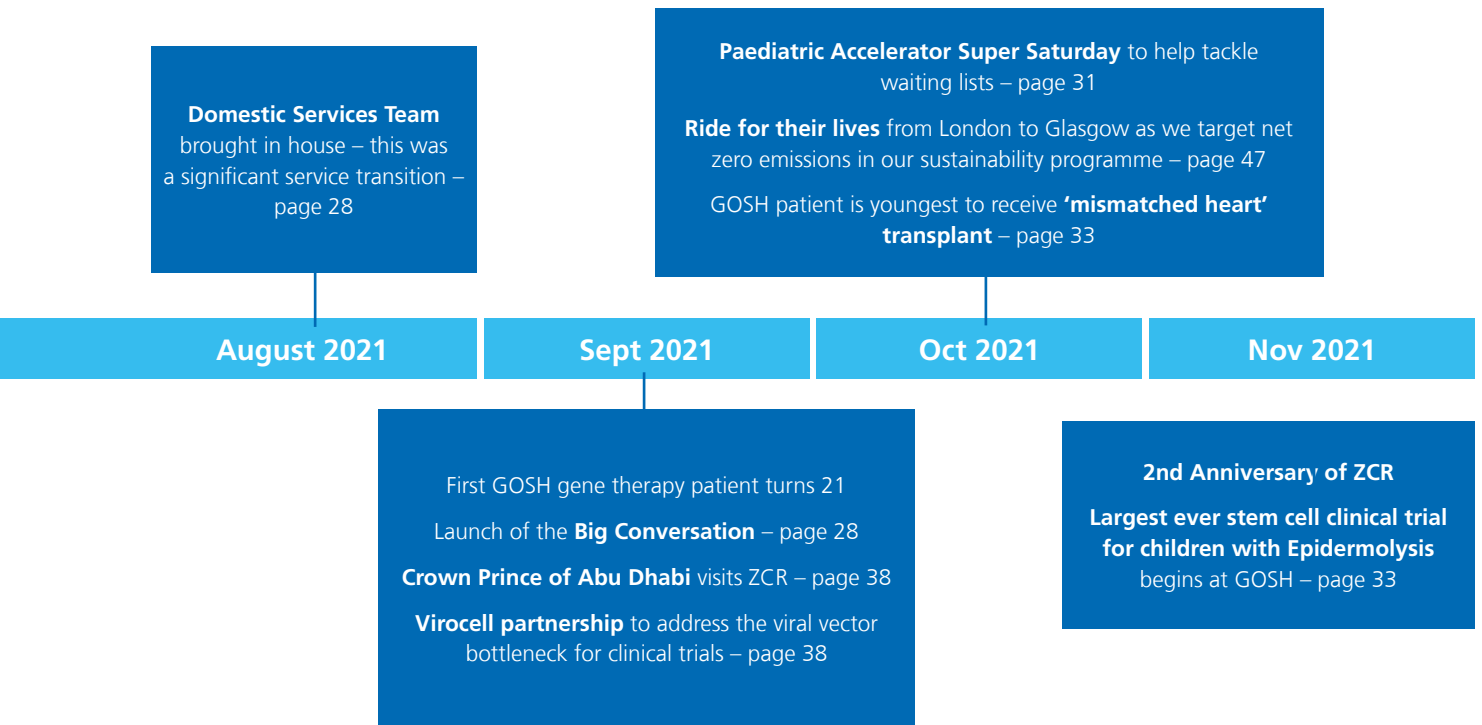 Domestic Services Team
brought in house – this was
a significant service transition –
page 28
Paediatric Accelerator Super Saturday to help tackle
waiting lists – page 31
Ride for their lives from London to Glasgow as we target net
zero emissions in our sustainability programme – page 47
GOSH patient is youngest to receive ‘mismatched heart’
transplant – page 33
August 2021
Sept 2021
Oct 2021
Nov 2021
First GOSH gene therapy patient turns 21
Launch of the Big Conversation – page 28
Crown Prince of Abu Dhabi visits ZCR – page 38
Virocell partnership to address the viral vector
bottleneck for clinical trials – page 38
2nd Anniversary of ZCR
Largest ever stem cell clinical trial
for children with Epidermolysis
begins at GOSH – page 33